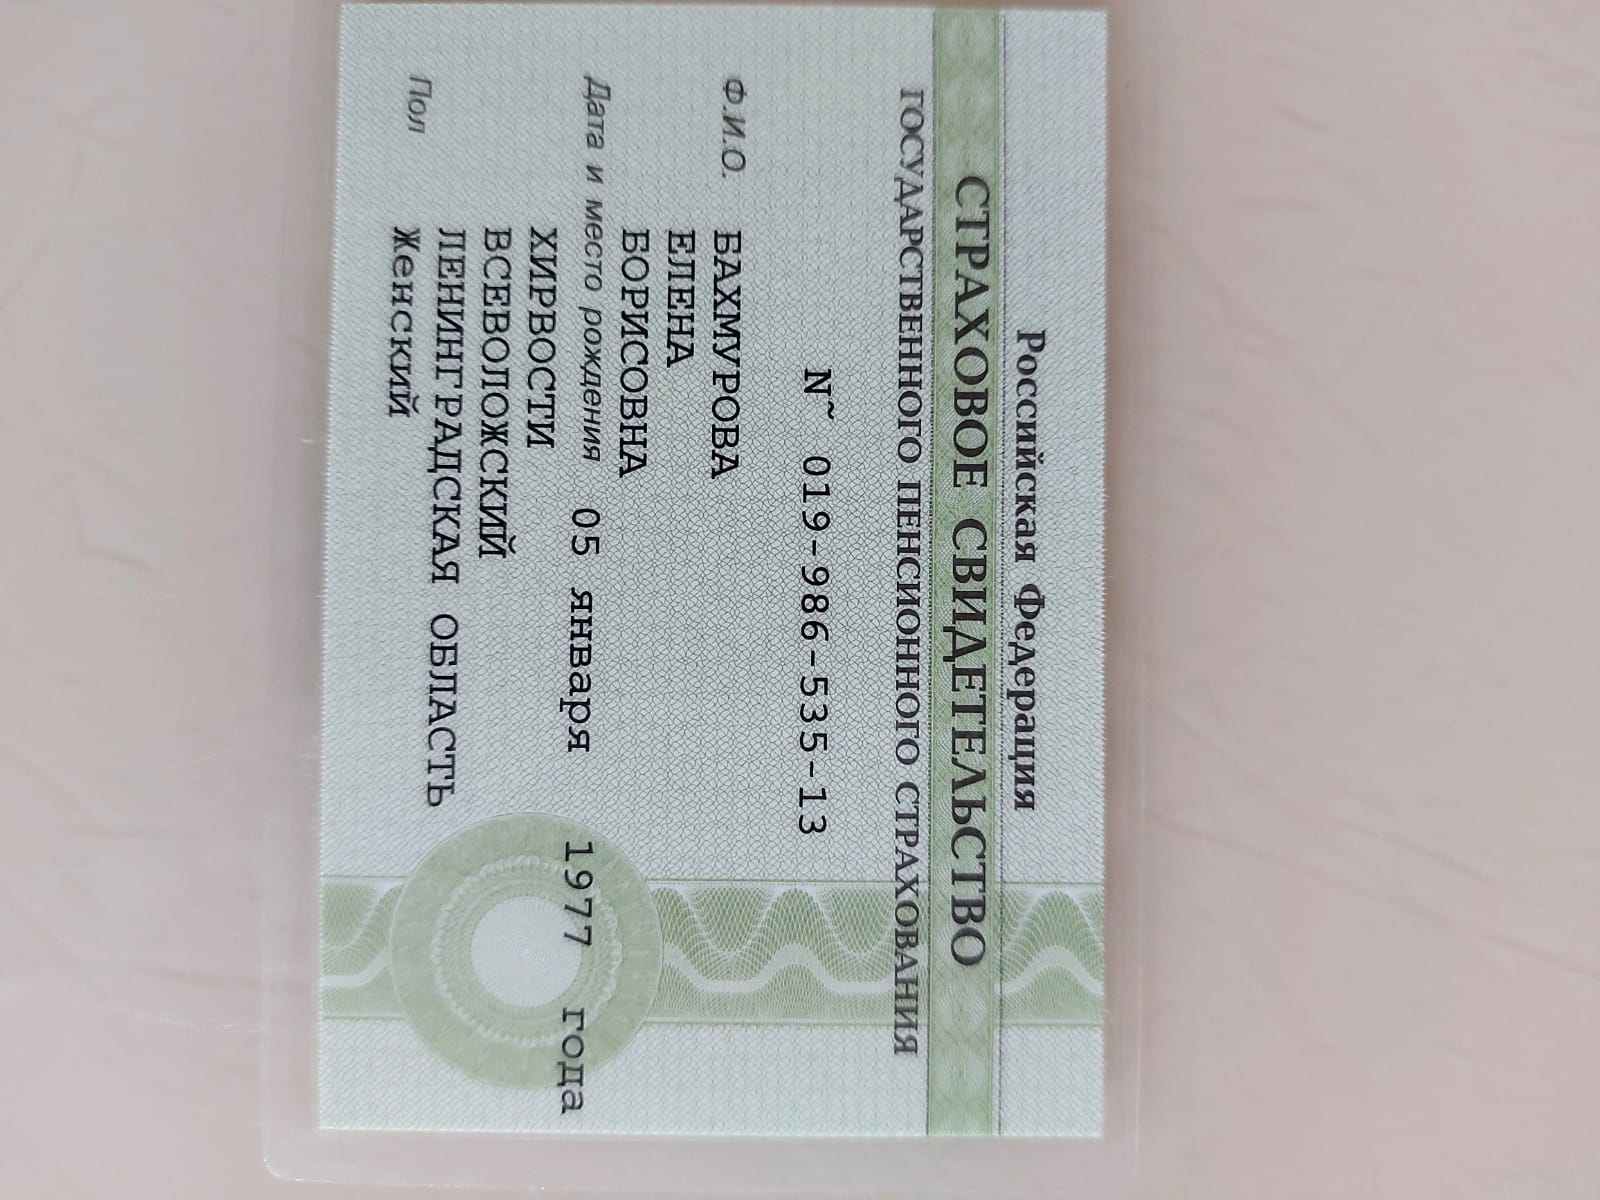 Российская Федерация
СТРАХОВОЕ СВИДЕТЕЛЬСТВО
ГОСУДАРСТВЕННОГО ПЕНСИОННОГО СТРАХОВАНИЯ
N~ 019-986-535-13
Ф.И.О. БАХМУРОВА
ЕЛЕНА
БОРИСОВНА
Дата и место рождения 05 января 1977 года
ХИРВОСТИ
ВСЕВОЛОЖСКИЙ
ЛЕНИНГРАДСКАЯ ОБЛАСТЬ
Пол Женский